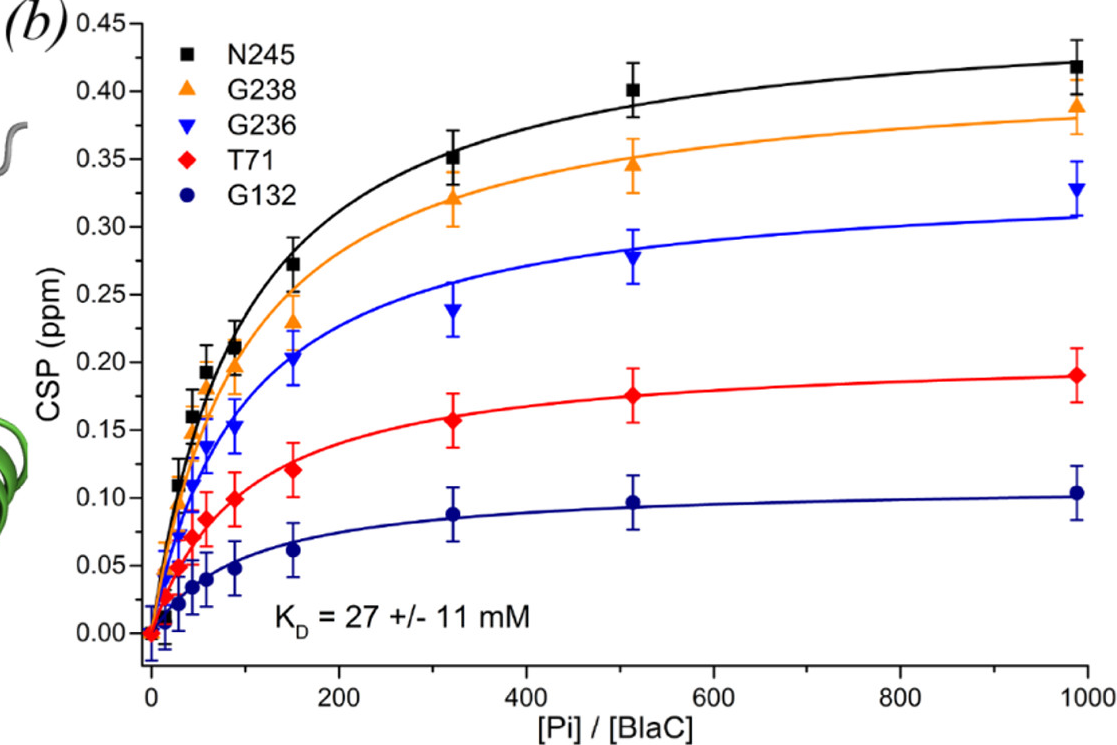 (b)
0.45
0.40
0.35
0.30
0.25
0.20
0.15
0.10
0.05
0.00
CSP (ppm)
N245
G238
G236
T71
G132
K_D = 27 +/- 11 mM
0 200 400 600 800 1000
[Pi] / [BlaC]